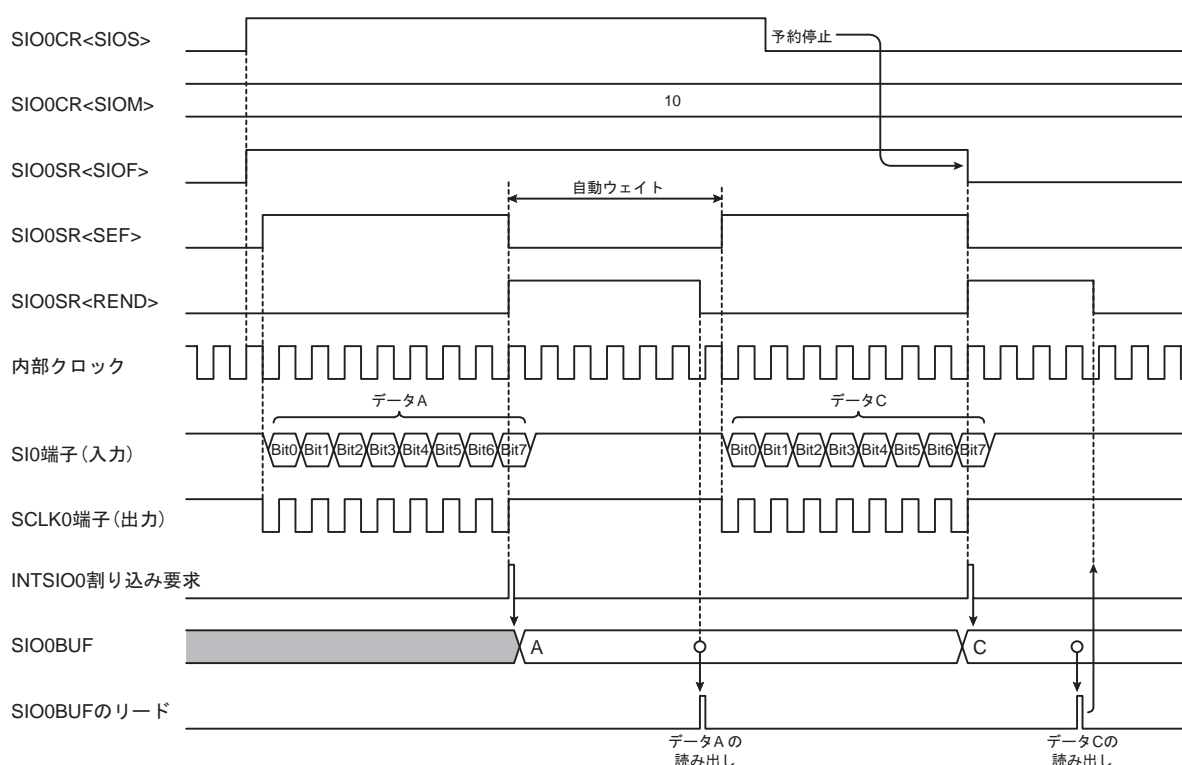 SIO0CR<SIOS>
予約停止
SIO0CR<SIOM>
10
SIO0SR<SIOF>
自動ウェイト
SIO0SR<SEF>
SIO0SR<REND>
内部クロック
データA
データC
SI0端子(入力)
Bit0 Bit1 Bit2 Bit3 Bit4 Bit5 Bit6 Bit7
Bit0 Bit1 Bit2 Bit3 Bit4 Bit5 Bit6 Bit7
SCLK0端子(出力)
INTSIO0割り込み要求
SIO0BUF
A
C
SIO0BUFのリード
データAの
読み出し
データCの
読み出し